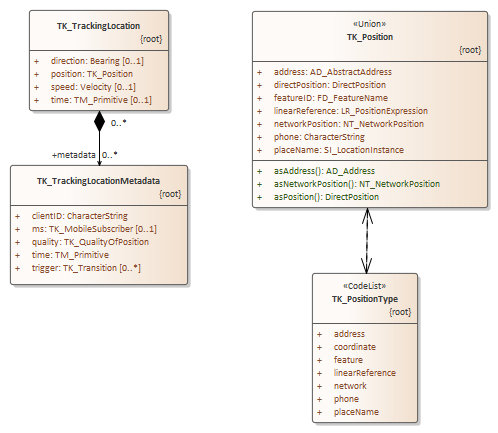 TK_TrackingLocation
{root}
+ direction: Bearing [0..1]
+ position: TK_Position
+ speed: Velocity [0..1]
+ time: TM_Primitive [0..1]
0..*
+metadata 0..*
TK_TrackingLocationMetadata
{root}
+ clientID: CharacterString
+ ms: TK_MobileSubscriber [0..1]
+ quality: TK_QualityOfPosition
+ time: TM_Primitive
+ trigger: TK_Transition [0..*]
«Union»
TK_Position
{root}
+ address: AD_AbstractAddress
+ directPosition: DirectPosition
+ featureID: FD_FeatureName
+ linearReference: LR_PositionExpression
+ networkPosition: NT_NetworkPosition
+ phone: CharacterString
+ placeName: SI_LocationInstance
+ asAddress(): AD_Address
+ asNetworkPosition(): NT_NetworkPosition
+ asPosition(): DirectPosition
«CodeList»
TK_PositionType
{root}
+ address
+ coordinate
+ feature
+ linearReference
+ network
+ phone
+ placeName